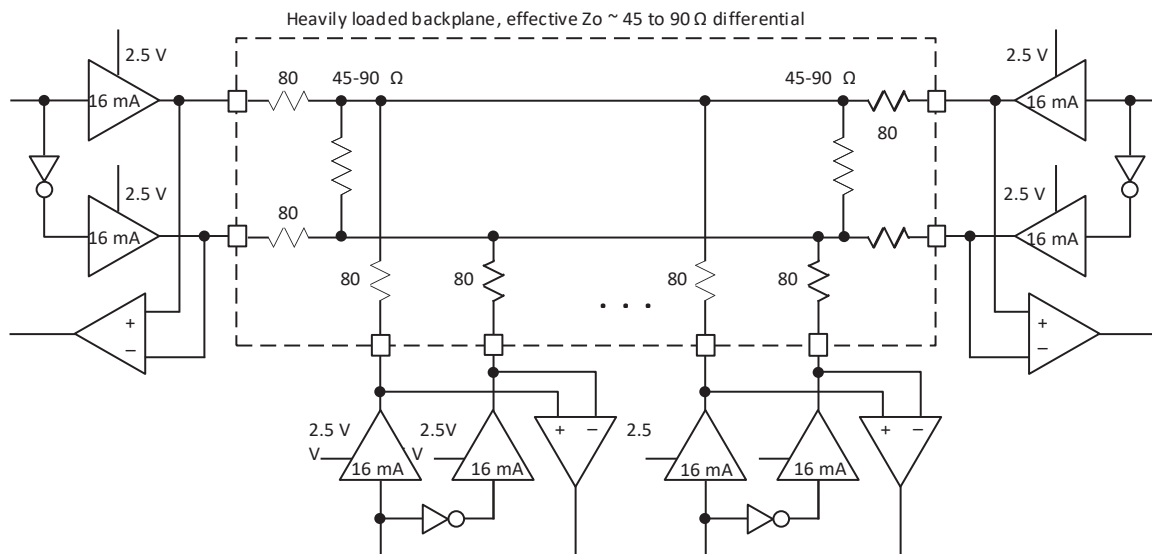 Heavily loaded backplane, effective Zo ~ 45 to 90 Ω differential
2.5 V
16 mA
80
45-90 Ω
45-90 Ω
80
2.5 V
16 mA
2.5 V
16 mA
80
2.5 V
16 mA
+
−
80
80
. . .
80
80
+
−
2.5 V
V
16 mA
2.5V
V
16 mA
+ −
2.5
16 mA
16 mA
+ −